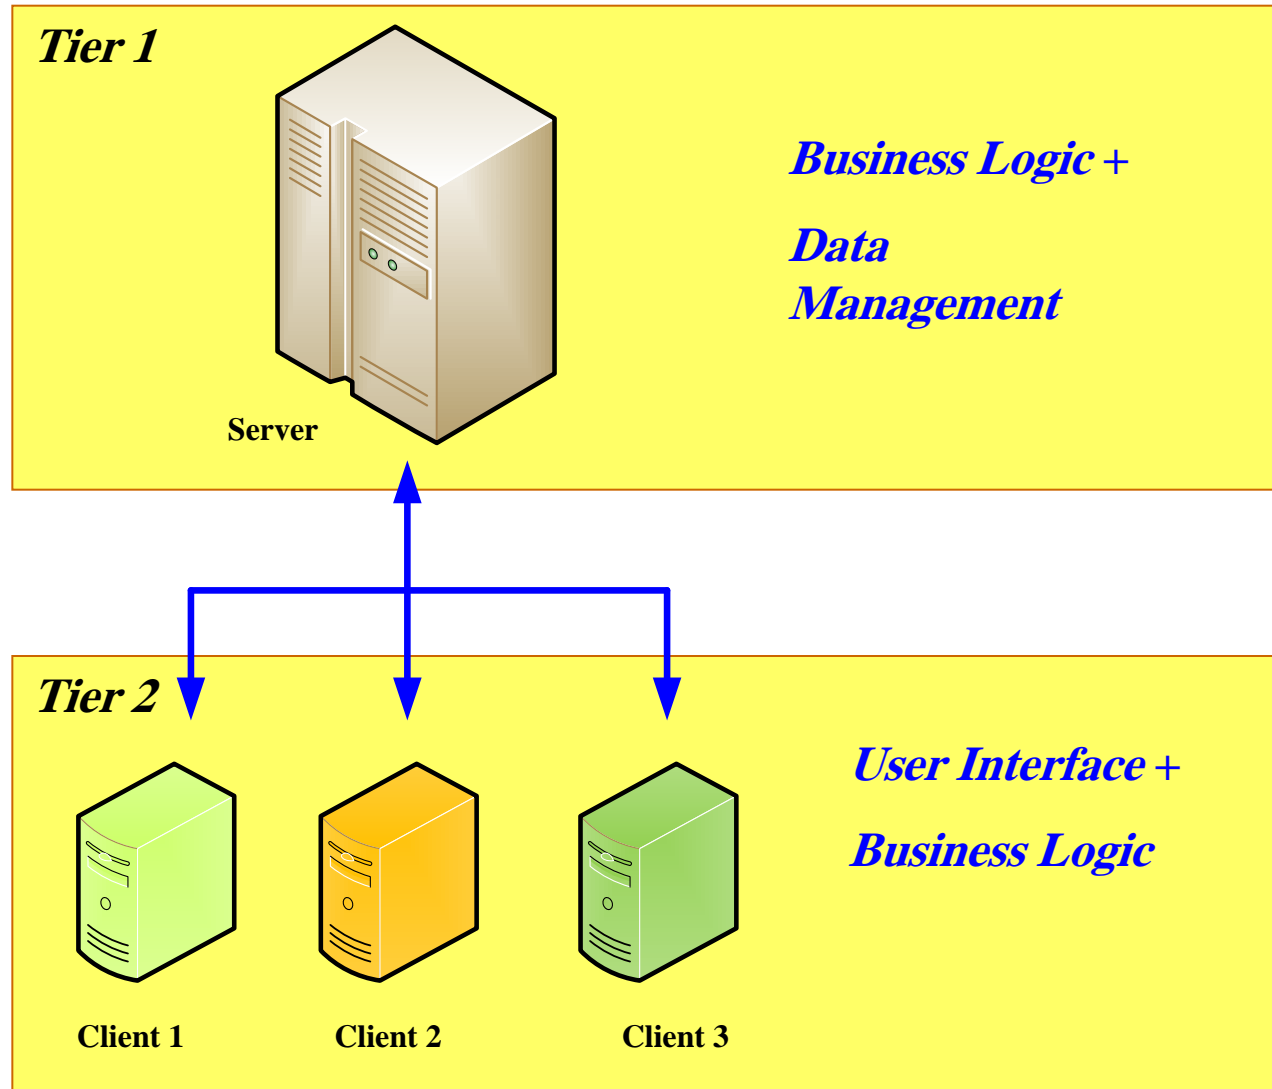 Tier 1
Business Logic +
Data
Management
Server
Tier 2
User Interface +
Business Logic
Client 1
Client 2
Client 3